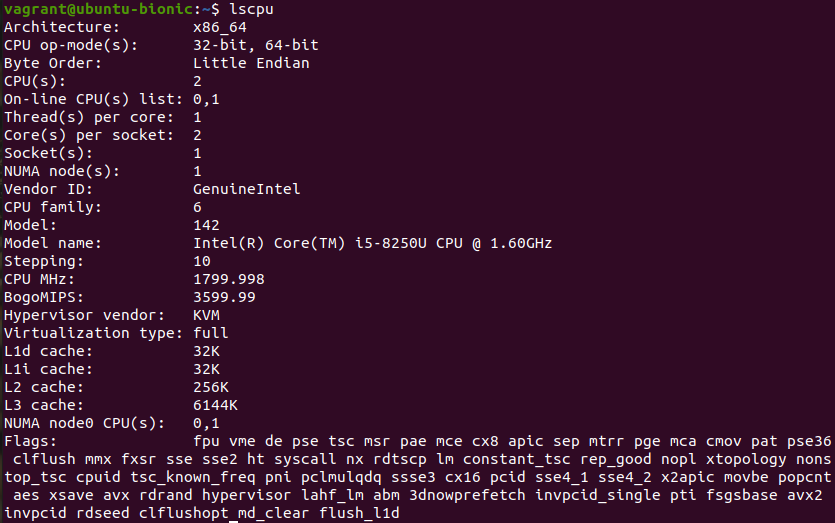 vagrant@ubuntu-bionic:~$ lscpu
Architecture:        x86_64
CPU op-mode(s):      32-bit, 64-bit
Byte Order:          Little Endian
CPU(s):              2
On-line CPU(s) list: 0,1
Thread(s) per core:  1
Core(s) per socket:  2
Socket(s):           1
NUMA node(s):        1
Vendor ID:           GenuineIntel
CPU family:          6
Model:               142
Model name:          Intel(R) Core(TM) i5-8250U CPU @ 1.60GHz
Stepping:            10
CPU MHz:             1799.998
BogoMIPS:            3599.99
Hypervisor vendor:   KVM
Virtualization type: full
L1d cache:           32K
L1i cache:           32K
L2 cache:            256K
L3 cache:            6144K
NUMA node0 CPU(s):   0,1
Flags:               fpu vme de pse tsc msr pae mce cx8 apic sep mtrr pge mca cmov pat pse36
 clflush mmx fxsr sse sse2 ht syscall nx rdtscp lm constant_tsc rep_good nopl xtopology nons
top_tsc cpuid tsc_known_freq pni pclmulqdq ssse3 cx16 pcid sse4_1 sse4_2 x2apic movbe popcnt
 aes xsave avx rdrand hypervisor lahf_lm abm 3dnowprefetch invpcid_single pti fsgsbase avx2
invpcid rdseed clflushopt md_clear flush_l1d